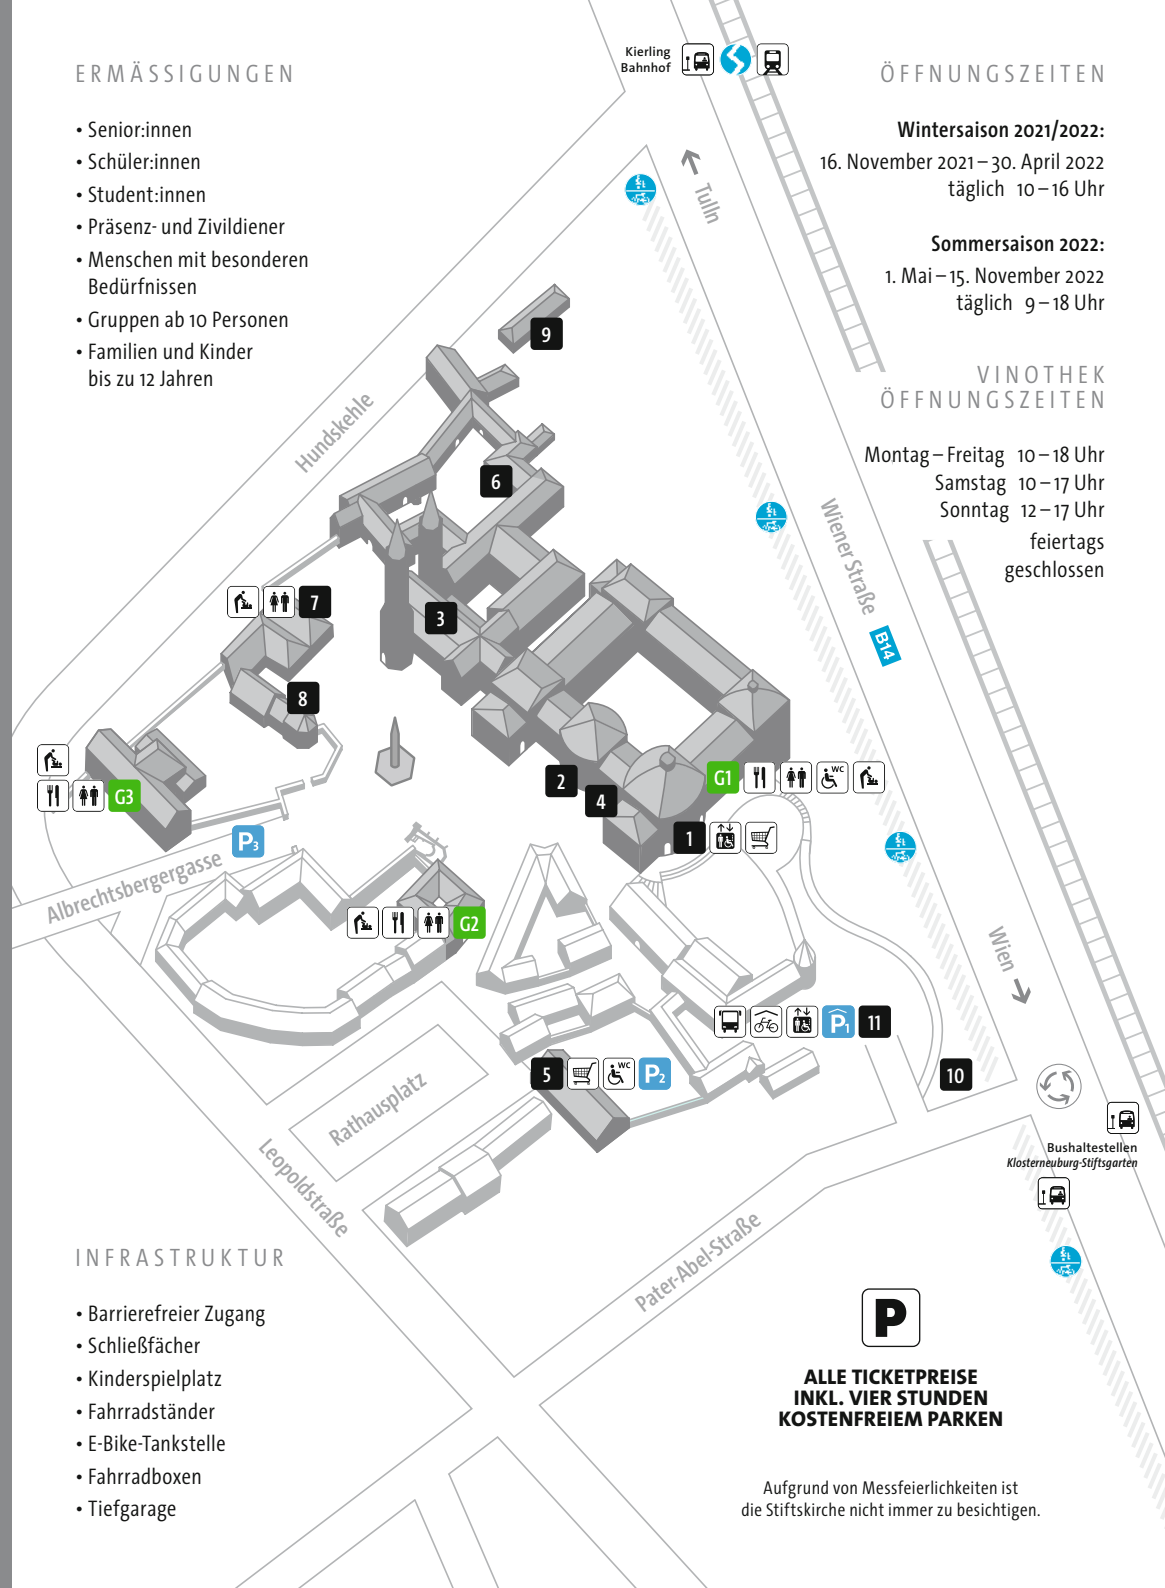 ERMÄSSIGUNGEN
• Senior:innen
• Schüler:innen
• Student:innen
• Präsenz- und Zivildiener
• Menschen mit besonderen
Bedürfnissen
• Gruppen ab 10 Personen
• Familien und Kinder
bis zu 12 Jahren
Kierling
Bahnhof
ÖFFNUNGSZEITEN
Wintersaison 2021/2022:
16. November 2021 – 30. April 2022
täglich 10 – 16 Uhr
Sommersaison 2022:
1. Mai – 15. November 2022
täglich 9 – 18 Uhr
VINOTHEK
ÖFFNUNGSZEITEN
Montag – Freitag 10 – 18 Uhr
Samstag 10 – 17 Uhr
Sonntag 12 – 17 Uhr
feiertags
geschlossen
Tulln
Hundskehle
Wiener Straße
B14
9
6
7
3
8
2
4
G1
WC
1
G3
P3
Albrechtsbergergasse
G2
Wien
P1
11
5
WC
P2
10
Rathausplatz
Leopoldstraße
Pater-Abel-Straße
Bushaltestellen
Klosterneuburg-Stiftsgarten
INFRASTRUKTUR
• Barrierefreier Zugang
• Schließfächer
• Kinderspielplatz
• Fahrradständer
• E-Bike-Tankstelle
• Fahrradboxen
• Tiefgarage
P
ALLE TICKETPREISE
INKL. VIER STUNDEN
KOSTENFREIEM PARKEN
Aufgrund von Messfeierlichkeiten ist
die Stiftskirche nicht immer zu besichtigen.